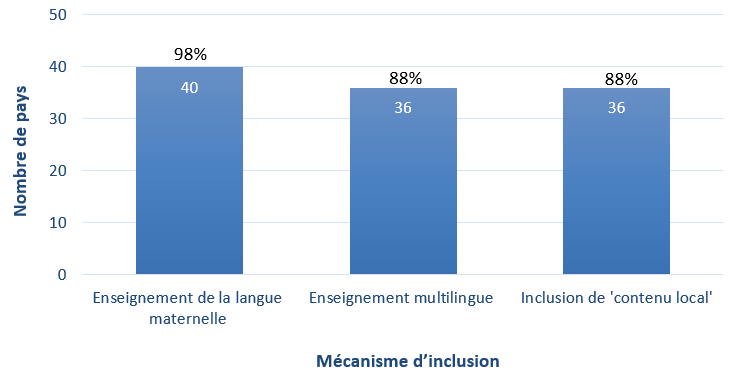 50
40
30
20
10
0
Nombre de pays
98%
40
88%
36
88%
36
Enseignement de la langue
maternelle
Enseignement multilingue
Inclusion de 'contenu local'
Mécanisme d’inclusion